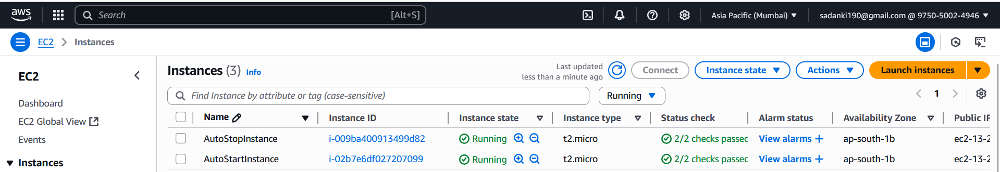 aws
Search [Alt+S]
Asia Pacific (Mumbai)
sadanki190@gmail.com @ 9750-5002-4946
EC2 Instances
EC2
Dashboard
EC2 Global View
Events
Instances
Instances (3) Info
Last updated
less than a minute ago
Connect
Instance state
Actions
Launch instances
Find Instance by attribute or tag (case-sensitive)
Running
1
Name Instance ID Instance state Instance type Status check Alarm status Availability Zone Public IP
AutoStopInstance i-009ba400913499d82 Running t2.micro 2/2 checks passec View alarms + ap-south-1b ec2-13-2
AutoStartInstance i-02b7e6df027207099 Running t2.micro 2/2 checks passec View alarms + ap-south-1b ec2-13-2